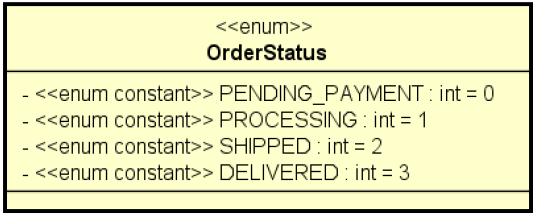 <<enum>>
OrderStatus
- <<enum constant>> PENDING_PAYMENT : int = 0
- <<enum constant>> PROCESSING : int = 1
- <<enum constant>> SHIPPED : int = 2
- <<enum constant>> DELIVERED : int = 3